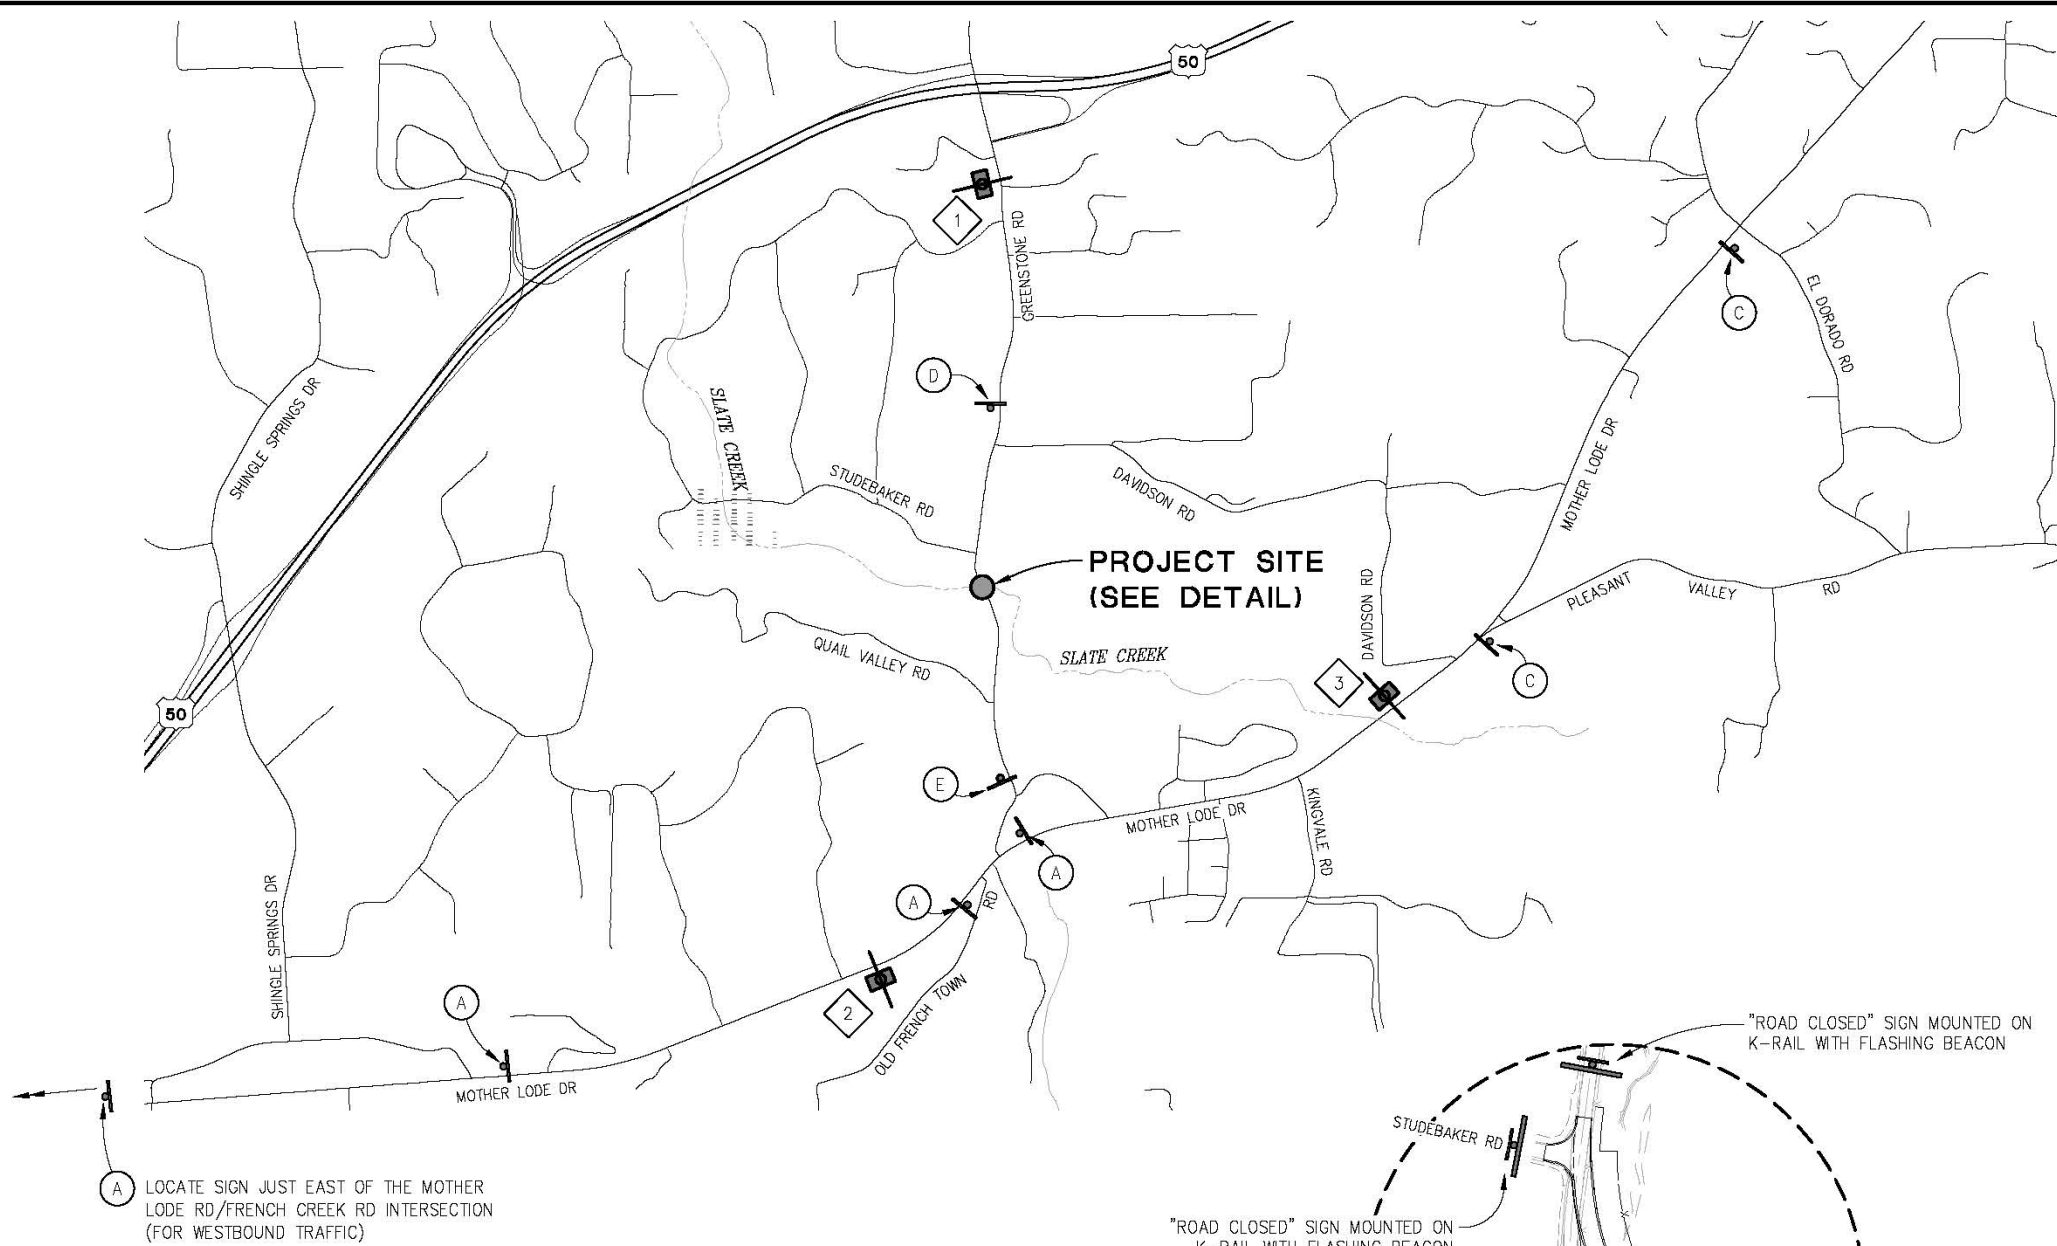 50
1
GREENSTONE RD
C
EL DORADO RD
D
SHINGLE SPRINGS DR
SLATE CREEK
MOTHER LODE DR
STUDEBAKER RD
DAVIDSON RD
PROJECT SITE
(SEE DETAIL)
DAVIDSON RD
PLEASANT VALLEY RD
QUAIL VALLEY RD
SLATE CREEK
3
C
50
E
MOTHER LODE DR
KINGVALE RD
A
A
SHINGLE SPRINGS DR
A
2
OLD FRENCH TOWN RD
MOTHER LODE DR
"ROAD CLOSED" SIGN MOUNTED ON
K-RAIL WITH FLASHING BEACON
STUDEBAKER RD
A
LOCATE SIGN JUST EAST OF THE MOTHER
LODE RD/FRENCH CREEK RD INTERSECTION
(FOR WESTBOUND TRAFFIC)
"ROAD CLOSED" SIGN MOUNTED ON
K-RAIL WITH FLASHING BEACON